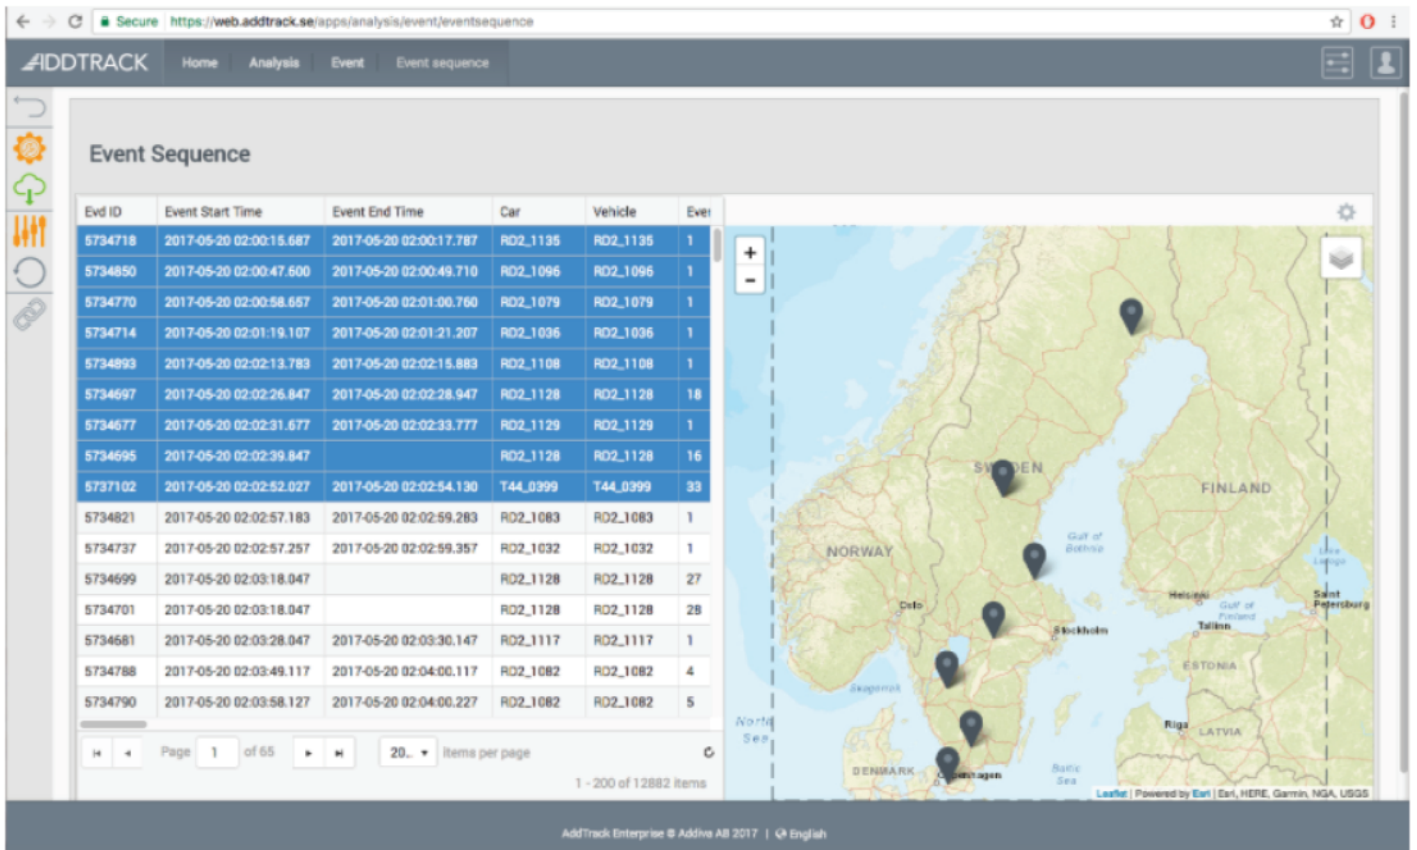 Secure https://web.addtrack.se/apps/analysis/event/eventsequence
ADDTRACK Home Analysis Event Event sequence
Event Sequence
Evd ID Event Start Time Event End Time Car Vehicle Ever
5734718 2017-05-20 02:00:15.687 2017-05-20 02:00:17.787 RD2_1135 RD2_1135 1
5734850 2017-05-20 02:00:47.600 2017-05-20 02:00:49.710 RD2_1096 RD2_1096 1
5734770 2017-05-20 02:00:58.657 2017-05-20 02:01:00.760 RD2_1079 RD2_1079 1
5734714 2017-05-20 02:01:19.107 2017-05-20 02:01:21.207 RD2_1036 RD2_1036 1
5734893 2017-05-20 02:02:13.783 2017-05-20 02:02:15.883 RD2_1108 RD2_1108 1
5734697 2017-05-20 02:02:26.847 2017-05-20 02:02:28.947 RD2_1128 RD2_1128 18
5734677 2017-05-20 02:02:31.677 2017-05-20 02:02:33.777 RD2_1129 RD2_1129 1
5734695 2017-05-20 02:02:39.847 RD2_1128 RD2_1128 16
5737102 2017-05-20 02:02:52.027 2017-05-20 02:02:54.130 T44_0399 T44_0399 33
5734821 2017-05-20 02:02:57.183 2017-05-20 02:02:59.283 RD2_1083 RD2_1083 1
5734737 2017-05-20 02:02:57.257 2017-05-20 02:02:59.357 RD2_1032 RD2_1032 1
5734699 2017-05-20 02:03:18.047 RD2_1128 RD2_1128 27
5734701 2017-05-20 02:03:18.047 RD2_1128 RD2_1128 28
5734681 2017-05-20 02:03:28.047 2017-05-20 02:03:30.147 RD2_1117 RD2_1117 1
5734788 2017-05-20 02:03:49.117 2017-05-20 02:04:00.117 RD2_1082 RD2_1082 4
5734790 2017-05-20 02:03:58.127 2017-05-20 02:04:00.227 RD2_1082 RD2_1082 5
Page 1 of 65 20.. items per page
1 - 200 of 12882 items
+
-
SWEDEN
FINLAND
NORWAY
Gulf of
Bothnia
Lake
Ladoga
Oslo
Stockholm
Helsinki
Gulf of
Finland
Tallinn
Saint
Petersburg
ESTONIA
Skagerrak
Riga
LATVIA
North
Sea
DENMARK
Copenhagen
Baltic
Sea
Leaflet | Powered by Esri | Esri, HERE, Garmin, NGA, USGS
AddTrack Enterprise © Addiva AB 2017 | English